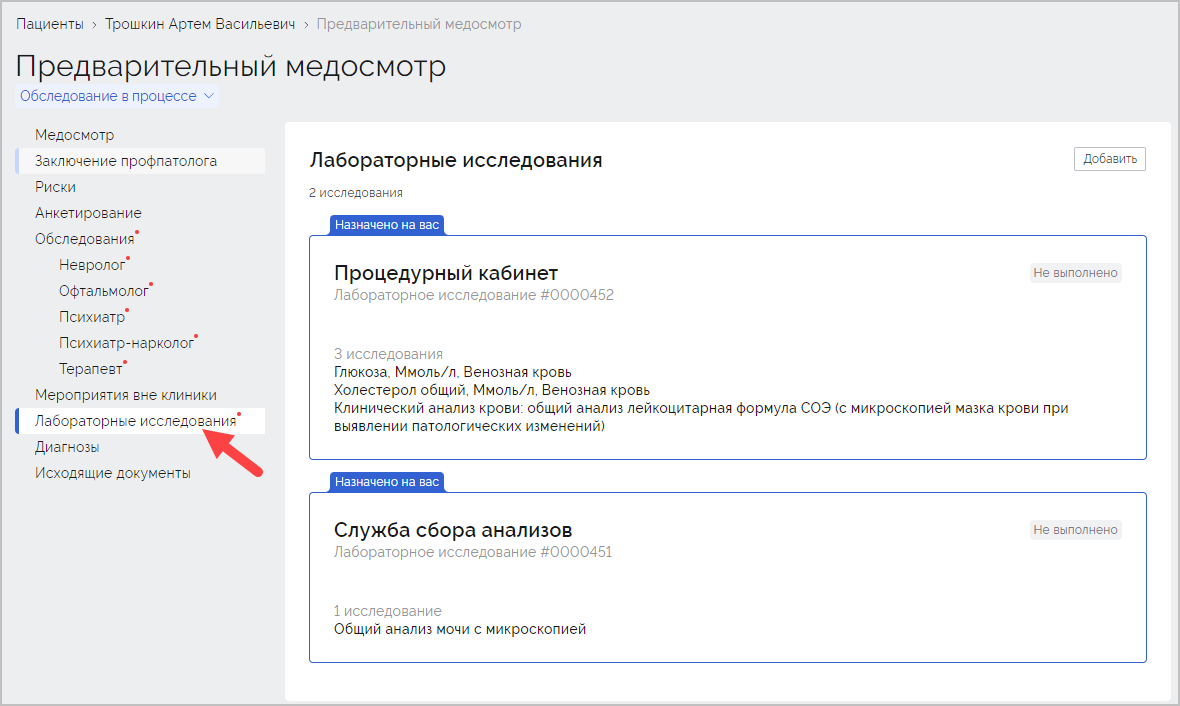 Пациенты › Трошкин Артем Васильевич › Предварительный медосмотр
Предварительный медосмотр
Обследование в процессе
Медосмотр
Заключение профпатолога
Риски
Анкетирование
Обследования
Невролог
Офтальмолог
Психиатр
Психиатр-нарколог
Терапевт
Мероприятия вне клиники
Лабораторные исследования
Диагнозы
Исходящие документы
Лабораторные исследования
Добавить
2 исследования
Назначено на вас
Процедурный кабинет
Не выполнено
Лабораторное исследование #0000452
3 исследования
Глюкоза, Ммоль/л, Венозная кровь
Холестерол общий, Ммоль/л, Венозная кровь
Клинический анализ крови: общий анализ лейкоцитарная формула СОЭ (с микроскопией мазка крови при
выявлении патологических изменений)
Назначено на вас
Служба сбора анализов
Не выполнено
Лабораторное исследование #0000451
1 исследование
Общий анализ мочи с микроскопией